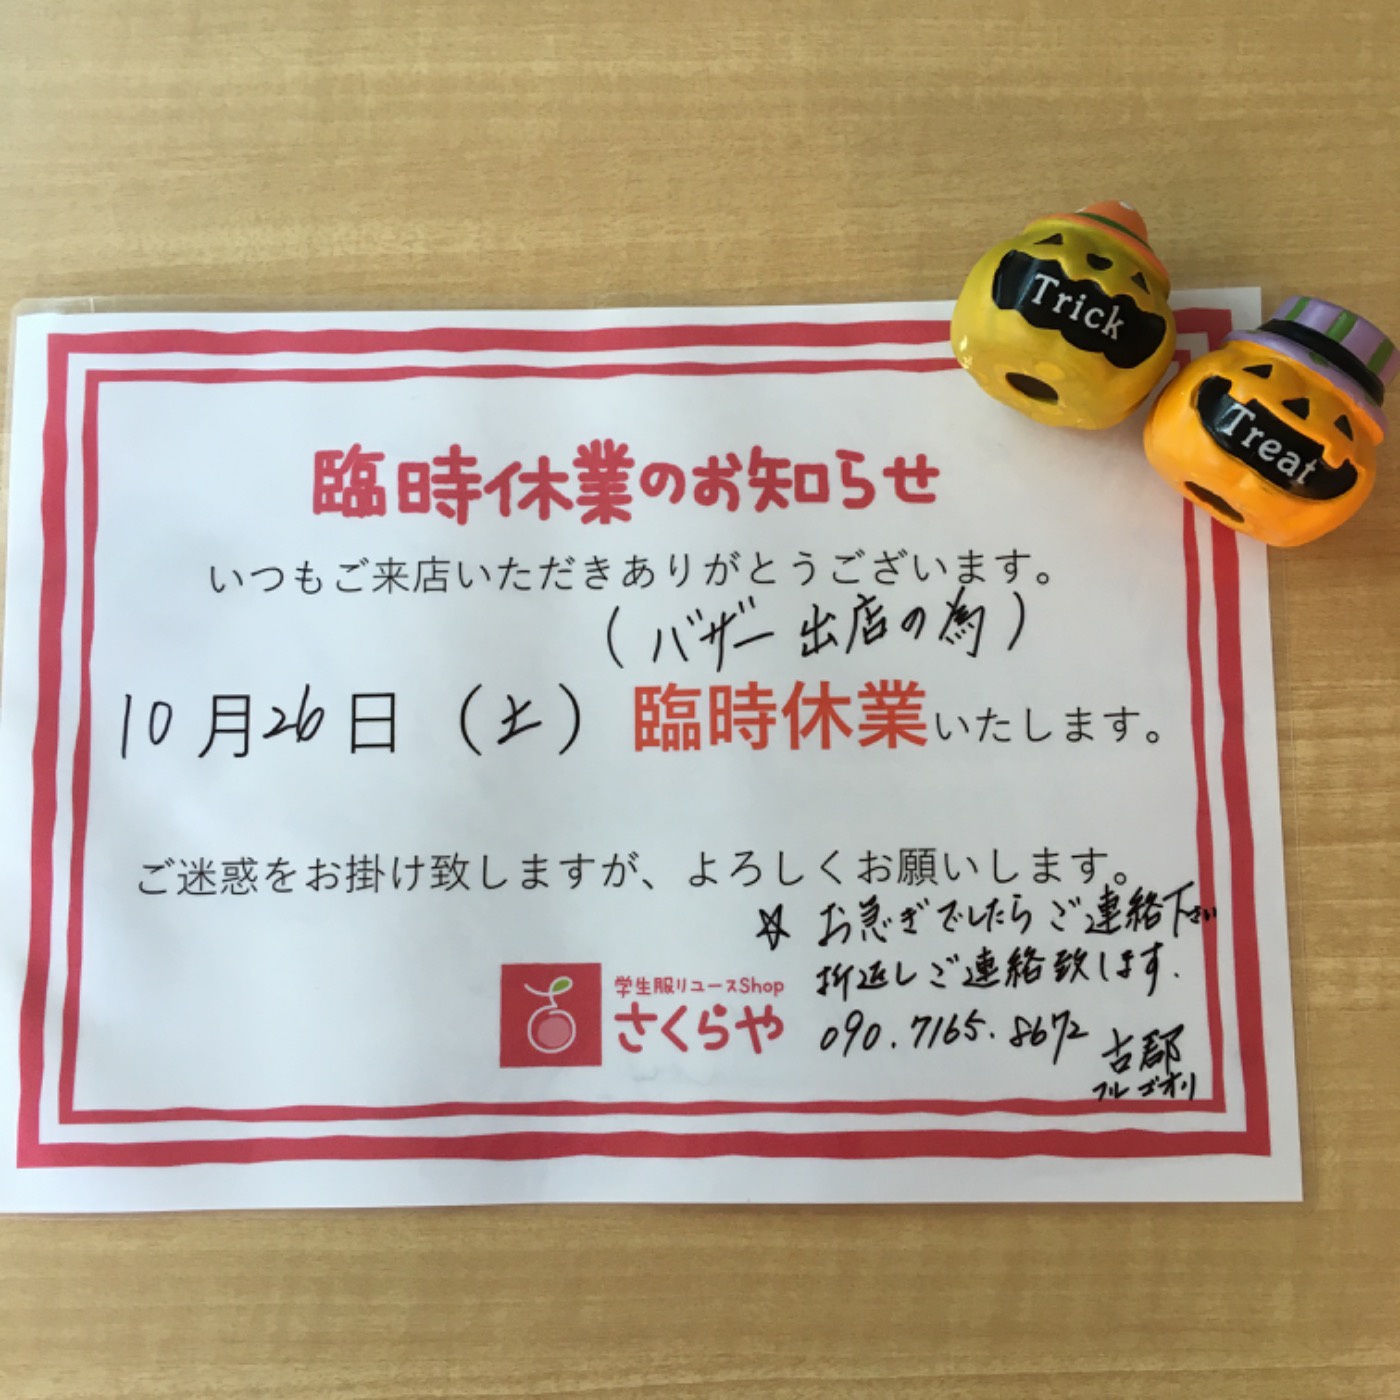 Trick
Treat
臨時休業のお知らせ
いつもご来店いただきありがとうございます。
(バザー出店の為)
10月26日(土)臨時休業いたします。
ご迷惑をお掛け致しますが、よろしくお願いします。
☆お急ぎでしたらご連絡下さい
折返しご連絡致します.
学生服リユースShop
さくらや
090.7165.8672
古郡
フルゴオリ